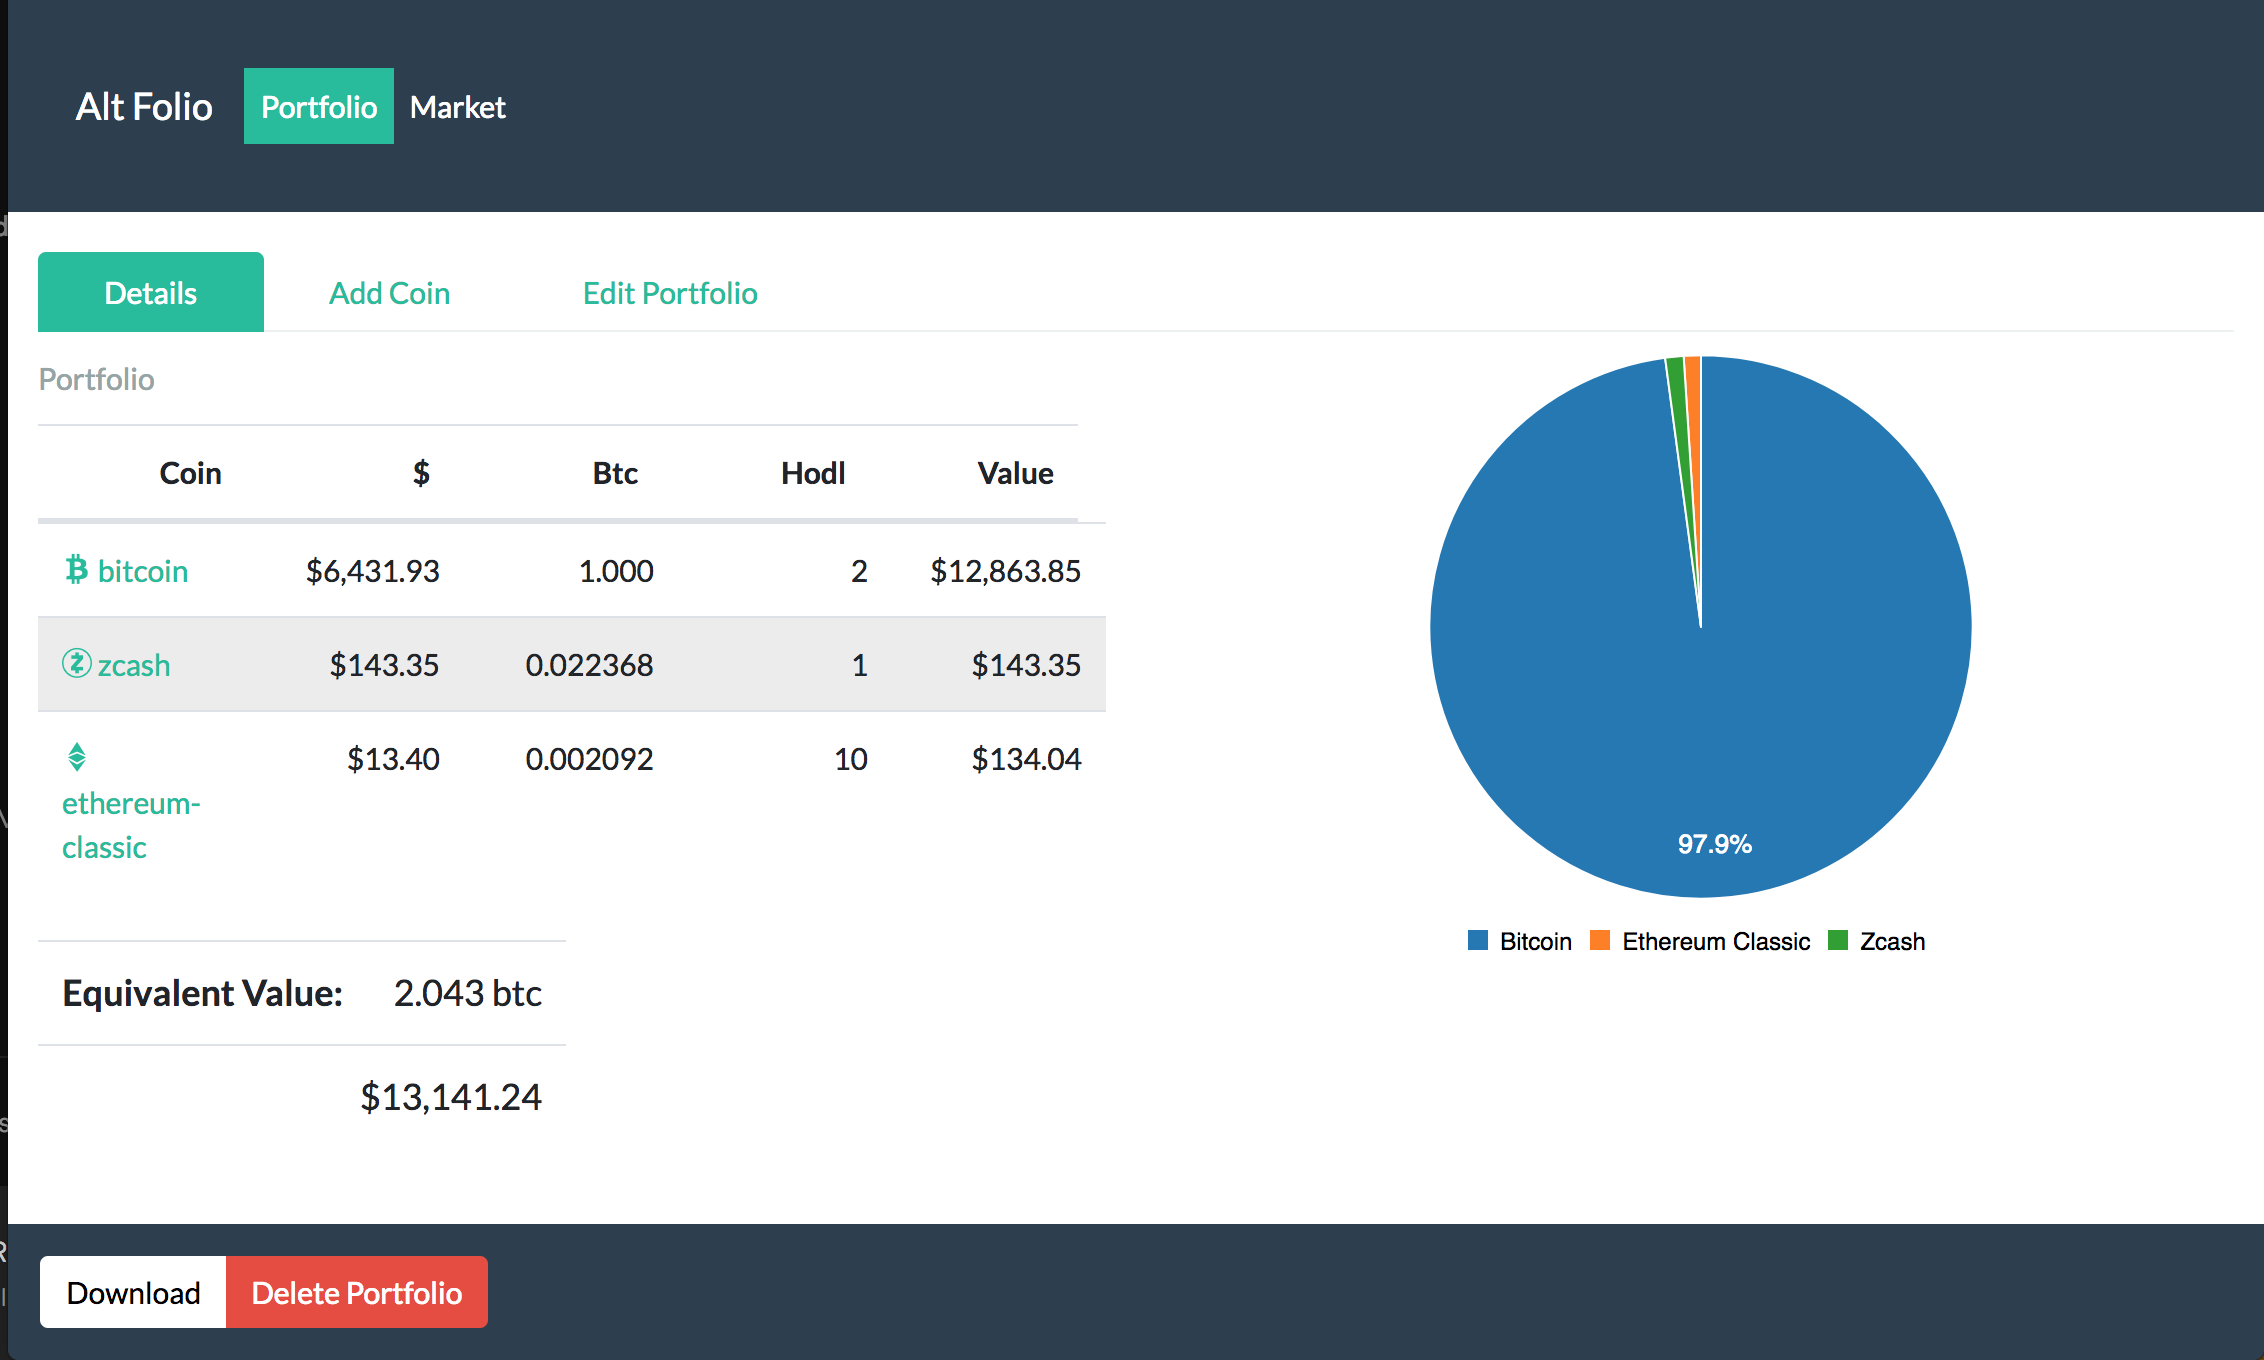 Alt Folio Portfolio Market
Details Add Coin Edit Portfolio
Portfolio
Coin $ Btc Hodl Value
bitcoin $6,431.93 1.000 2 $12,863.85
zcash $143.35 0.022368 1 $143.35
$13.40 0.002092 10 $134.04
ethereum-
classic
97.9%
Bitcoin Ethereum Classic Zcash
Equivalent Value: 2.043 btc
$13,141.24
Download Delete Portfolio